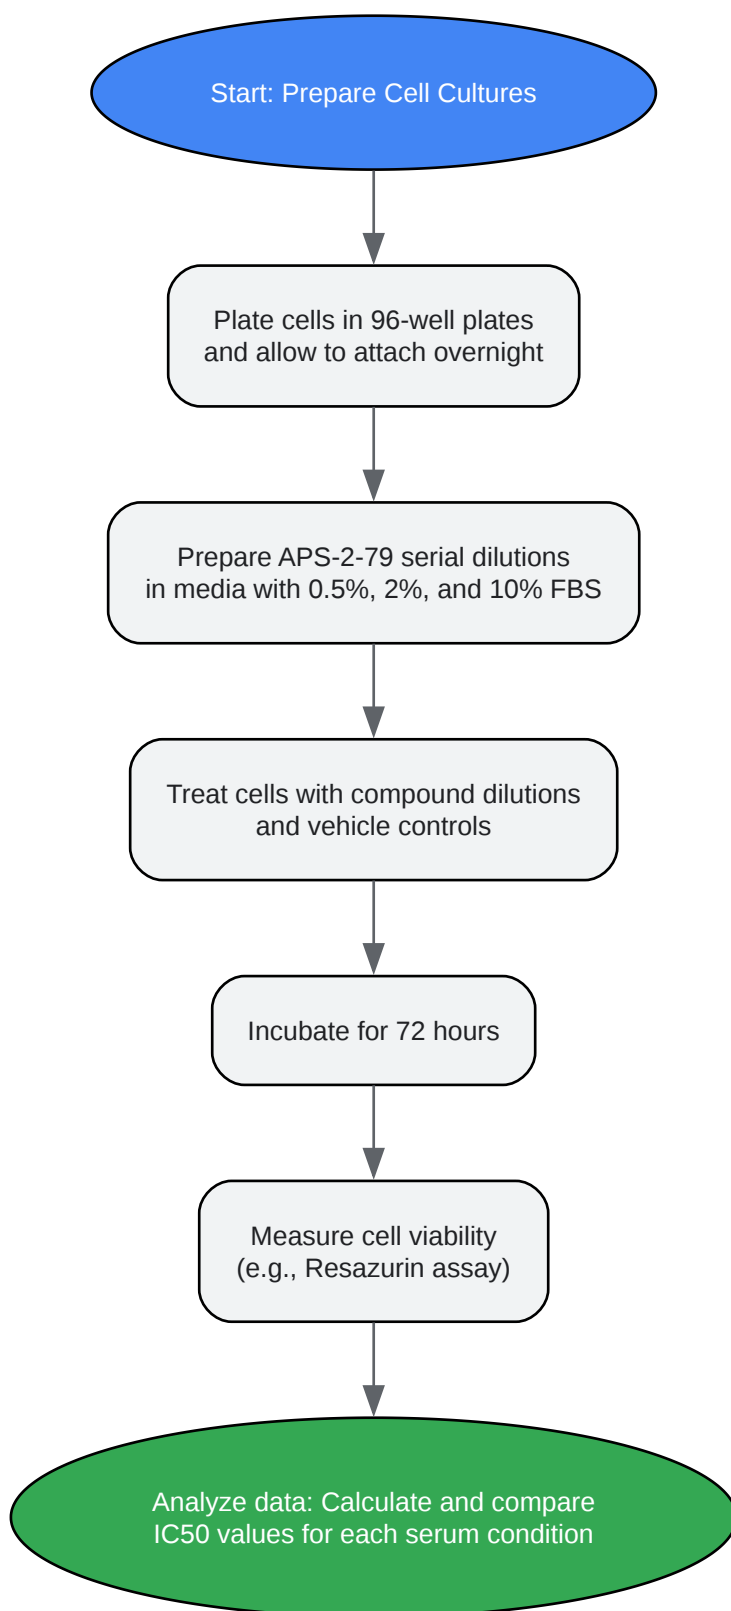 Start: Prepare Cell Cultures
Plate cells in 96-well plates
and allow to attach overnight
Prepare APS-2-79 serial dilutions
in media with 0.5%, 2%, and 10% FBS
Treat cells with compound dilutions
and vehicle controls
Incubate for 72 hours
Measure cell viability
(e.g., Resazurin assay)
Analyze data: Calculate and compare
IC50 values for each serum condition